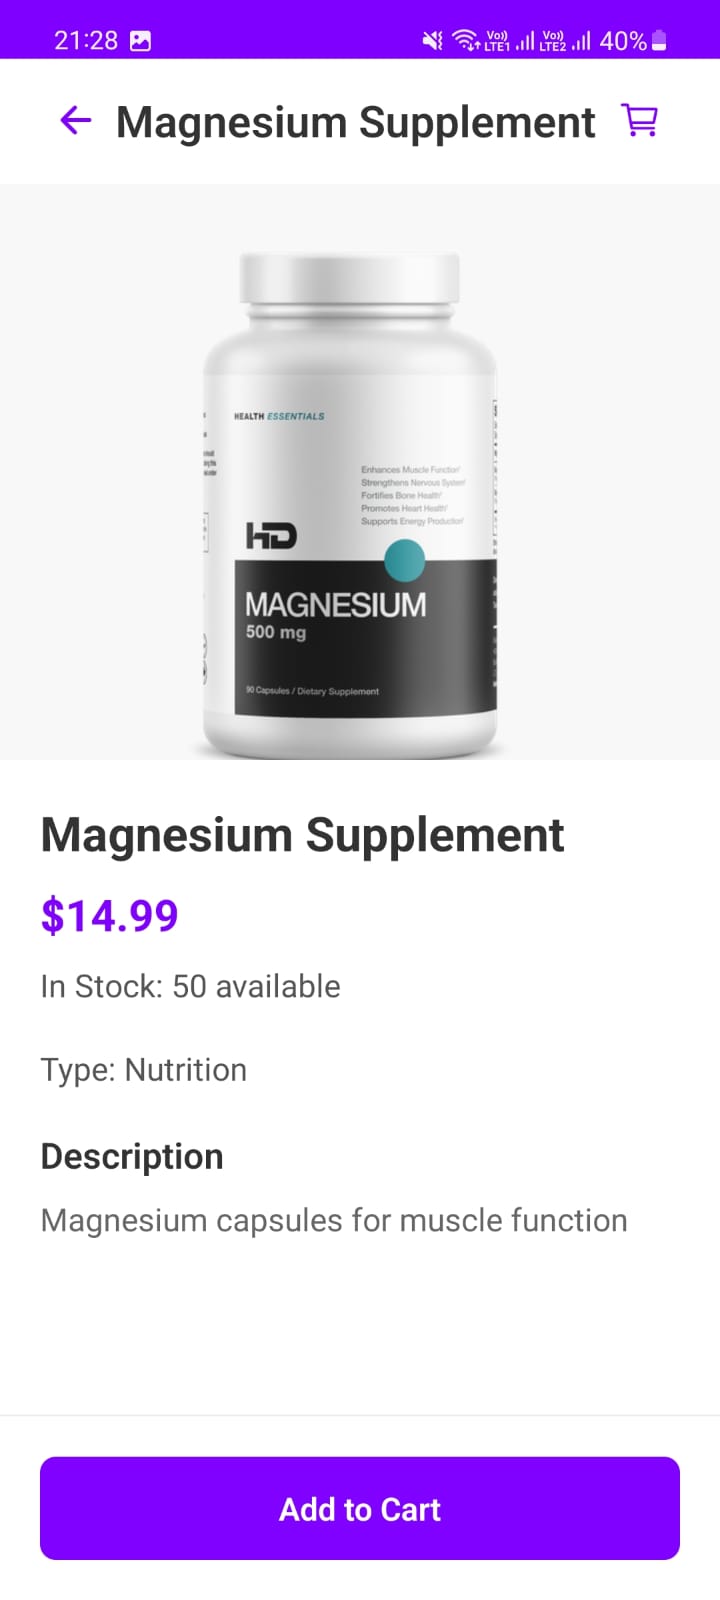 21:28 Vo)) LTE1 Vo)) LTE2 40%
Magnesium Supplement
HEALTH ESSENTIALS
Enhances Muscle Function
Strengthens Nervous System
Fortifies Bone Health
Promotes Heart Health
Supports Energy Production
HD
MAGNESIUM
500 mg
90 Capsules / Dietary Supplement
Magnesium Supplement
$14.99
In Stock: 50 available
Type: Nutrition
Description
Magnesium capsules for muscle function
Add to Cart